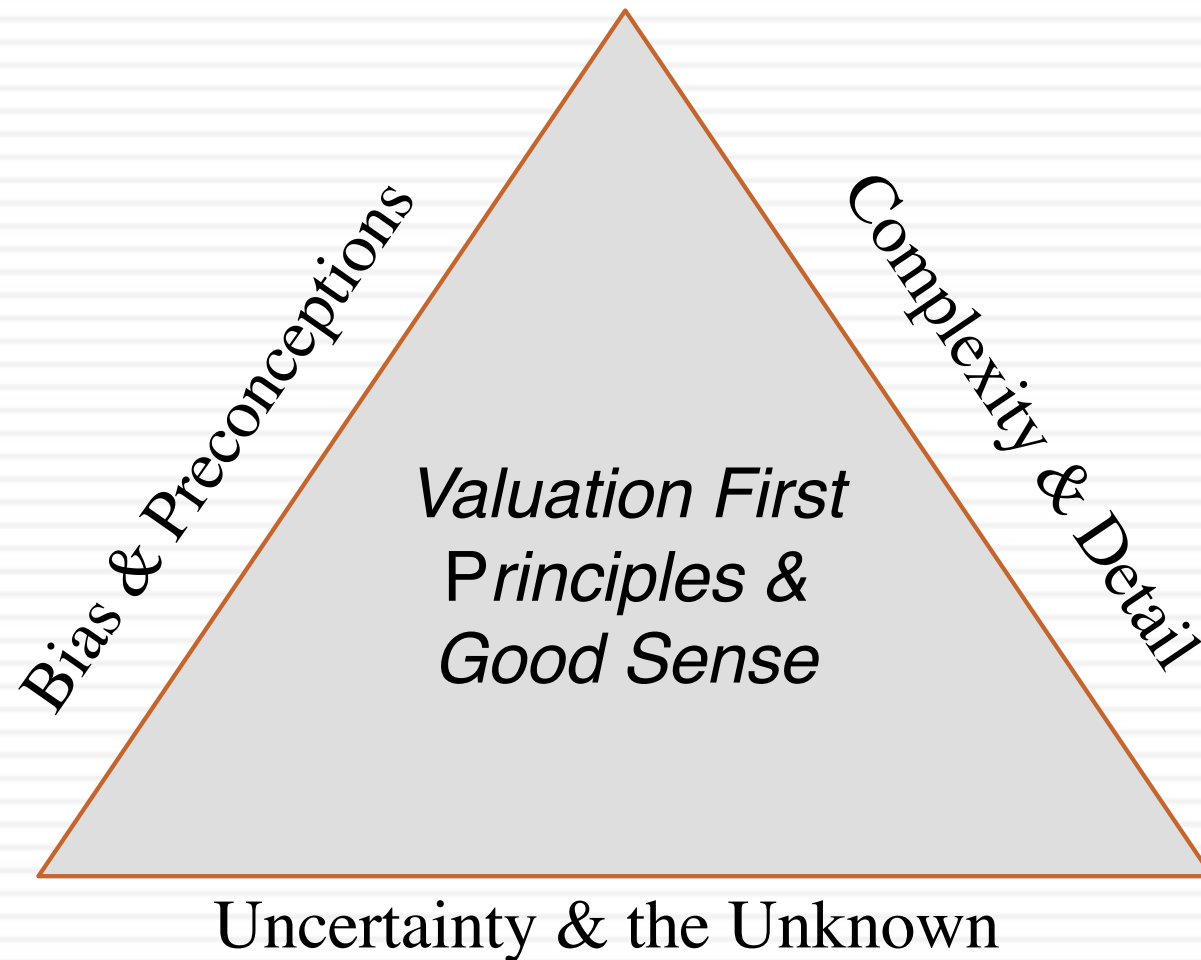 Bias & Preconceptions
Complexity & Detail
Valuation First
Principles &
Good Sense
Uncertainty & the Unknown